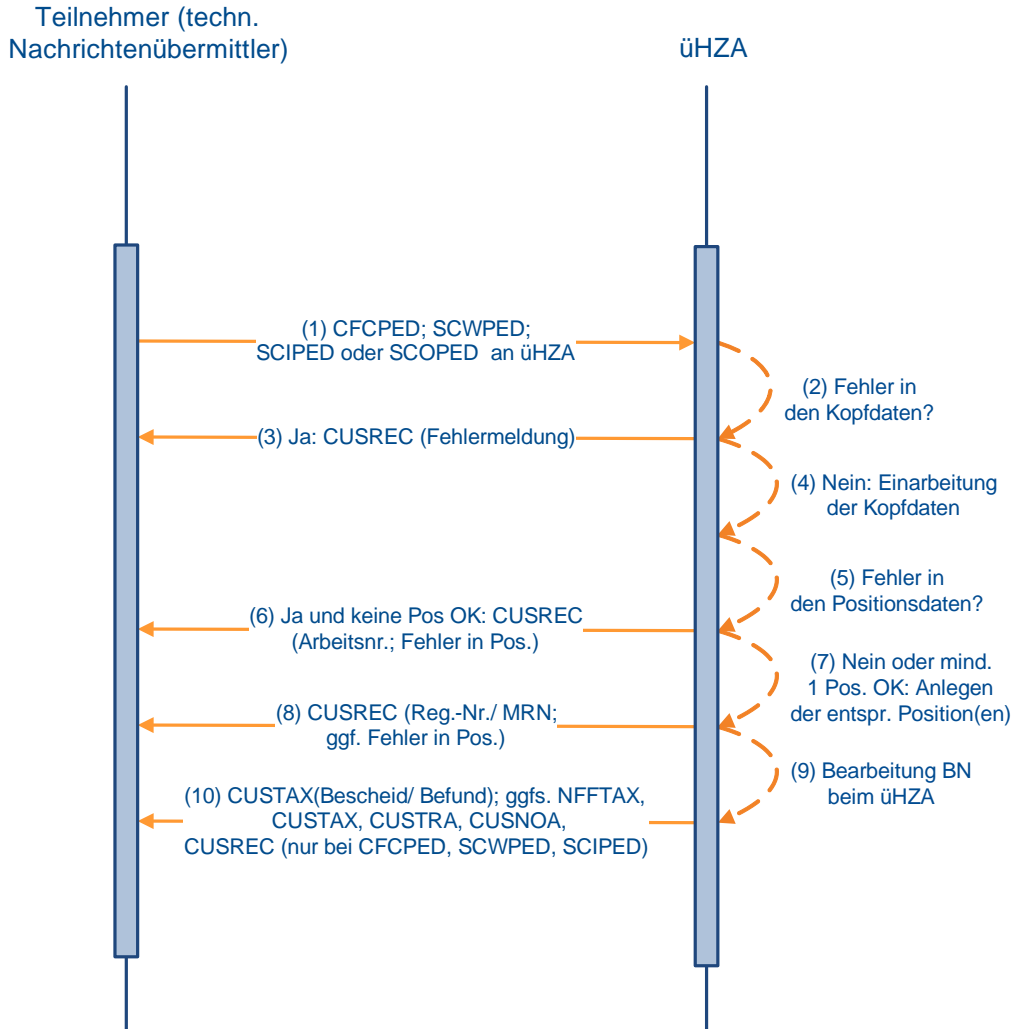 Teilnehmer (techn.
Nachrichtenübermittler)
üHZA
(1) CFCPED; SCWPED;
SCIPED oder SCOPED an üHZA
(2) Fehler in
den Kopfdaten?
(3) Ja: CUSREC (Fehlermeldung)
(4) Nein: Einarbeitung
der Kopfdaten
(5) Fehler in
den Positionsdaten?
(6) Ja und keine Pos OK: CUSREC
(Arbeitsnr.; Fehler in Pos.)
(7) Nein oder mind.
1 Pos. OK: Anlegen
der entspr. Position(en)
(8) CUSREC (Reg.-Nr./ MRN;
ggf. Fehler in Pos.)
(9) Bearbeitung BN
beim üHZA
(10) CUSTAX(Bescheid/ Befund); ggfs. NFFTAX,
CUSTAX, CUSTRA, CUSNOA,
CUSREC (nur bei CFCPED, SCWPED, SCIPED)